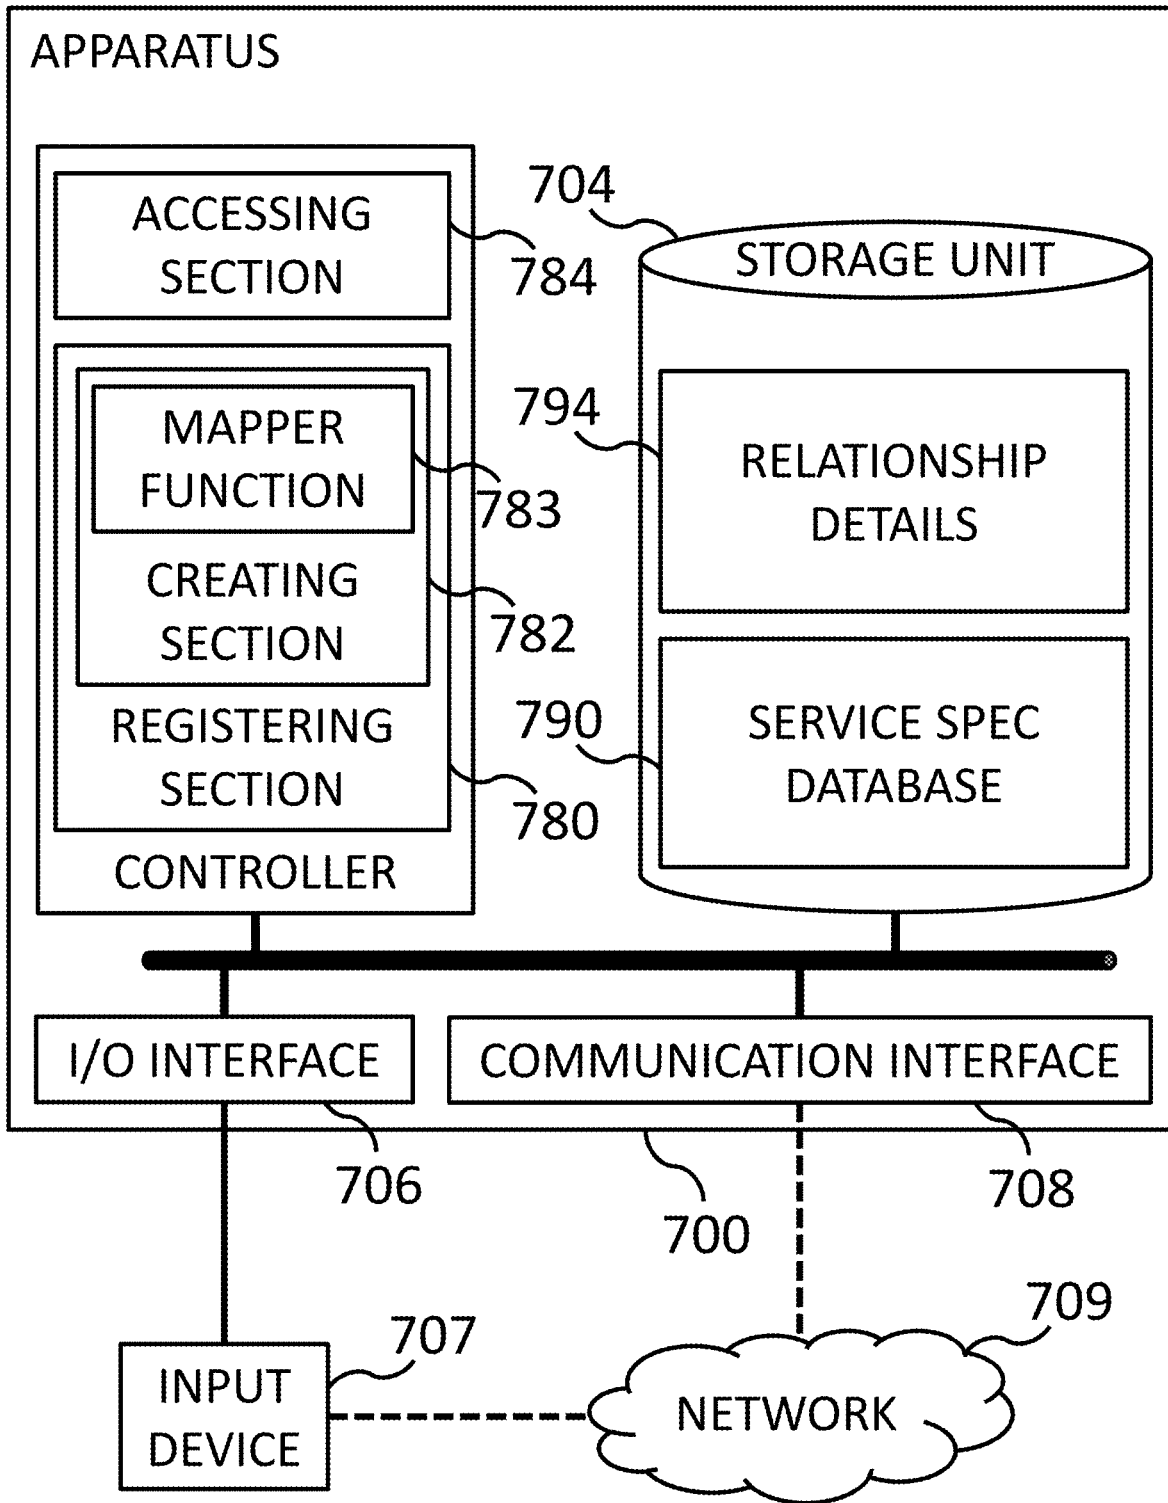 APPARATUS
ACCESSING
SECTION
784
704
STORAGE UNIT
MAPPER
FUNCTION
783
CREATING
SECTION
782
REGISTERING
SECTION
780
CONTROLLER
794
RELATIONSHIP
DETAILS
790
SERVICE SPEC
DATABASE
I/O INTERFACE
COMMUNICATION INTERFACE
706
700
708
707
INPUT
DEVICE
709
NETWORK